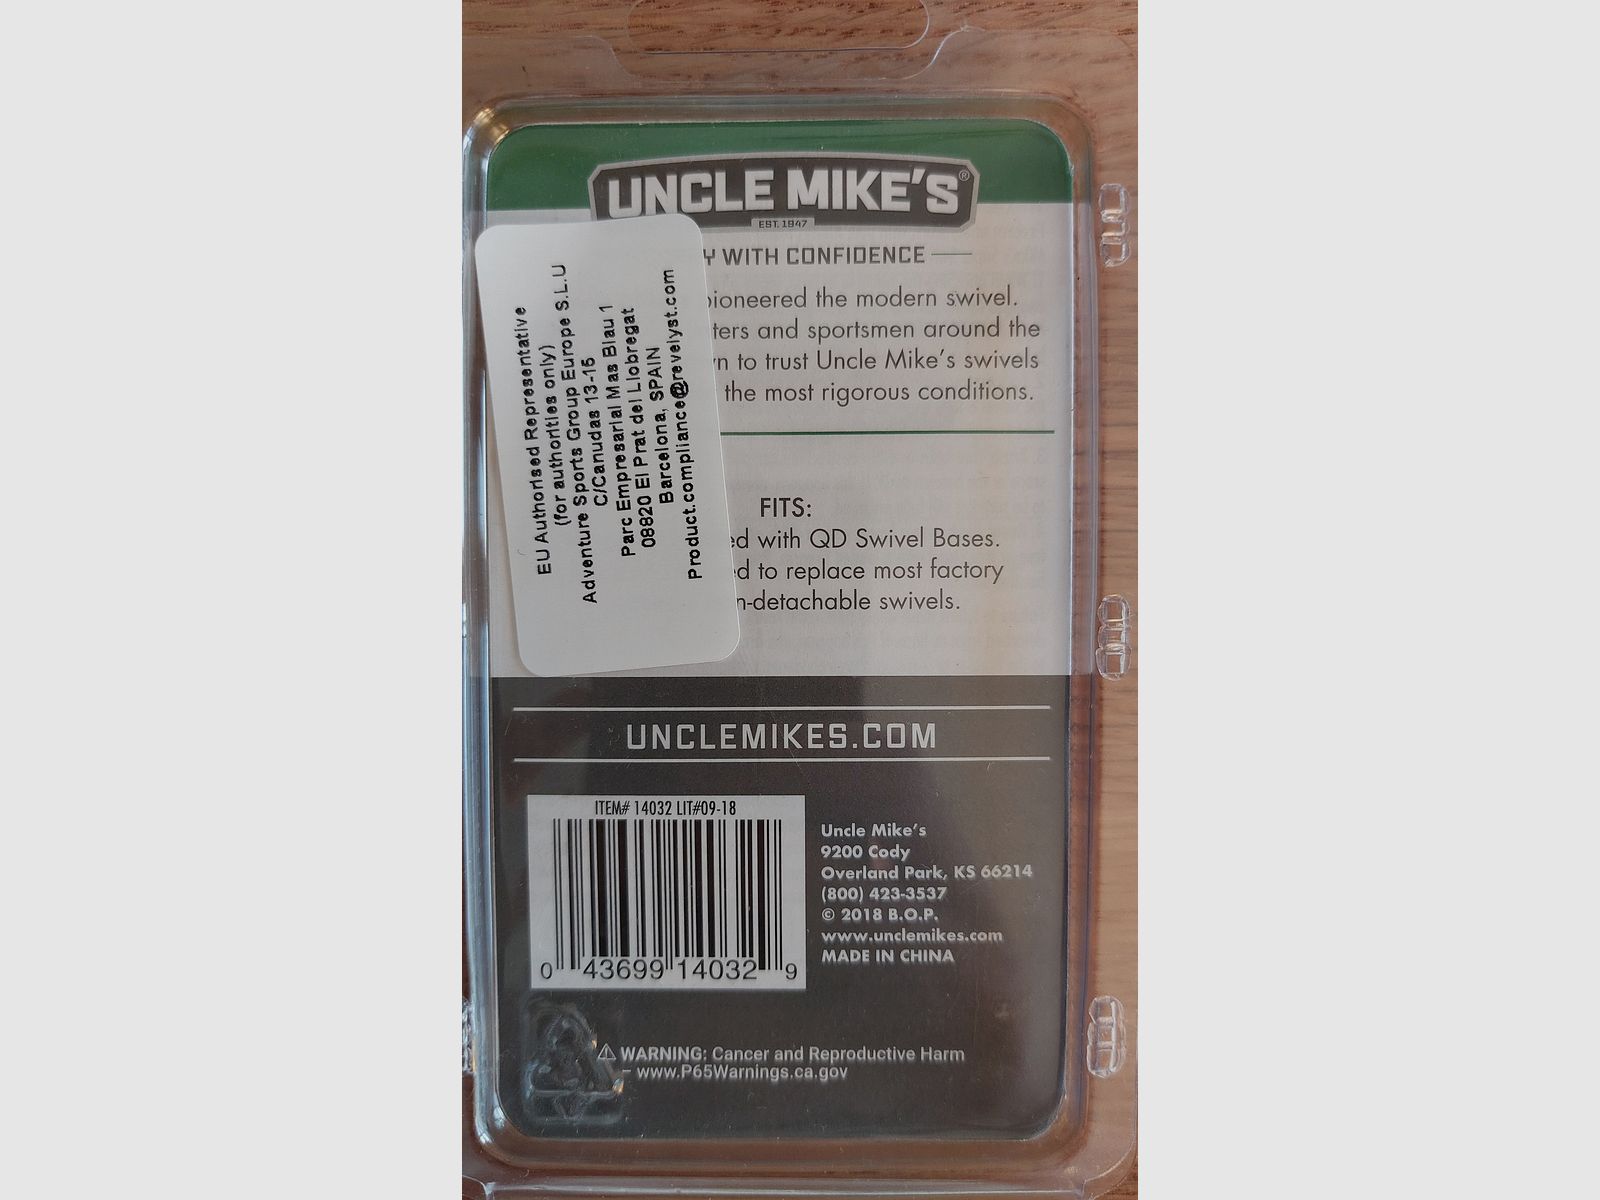 UNCLE MIKE'S®
EST. 1947
WITH CONFIDENCE
pioneered the modern swivel.
and sportsmen around the
to trust Uncle Mike's swivels
the most rigorous conditions.
EU Authorised Representative
(for authorities only)
Adventure Sports Group Europe S.L.U
C/Canudas 13-15
Parc Empresarial Mas Blau 1
08820 El Prat del Llobregat
Barcelona, SPAIN
Product.compliance@revelyst.com
FITS:
with QD Swivel Bases.
to replace most factory
-detachable swivels.
UNCLEMIKES.COM
ITEM# 14032 LIT#09-18
0 43699 14032 9
Uncle Mike's
9200 Cody
Overland Park, KS 66214
(800) 423-3537
© 2018 B.O.P.
www.unclemikes.com
MADE IN CHINA
⚠ WARNING: Cancer and Reproductive Harm
– www.P65Warnings.ca.gov